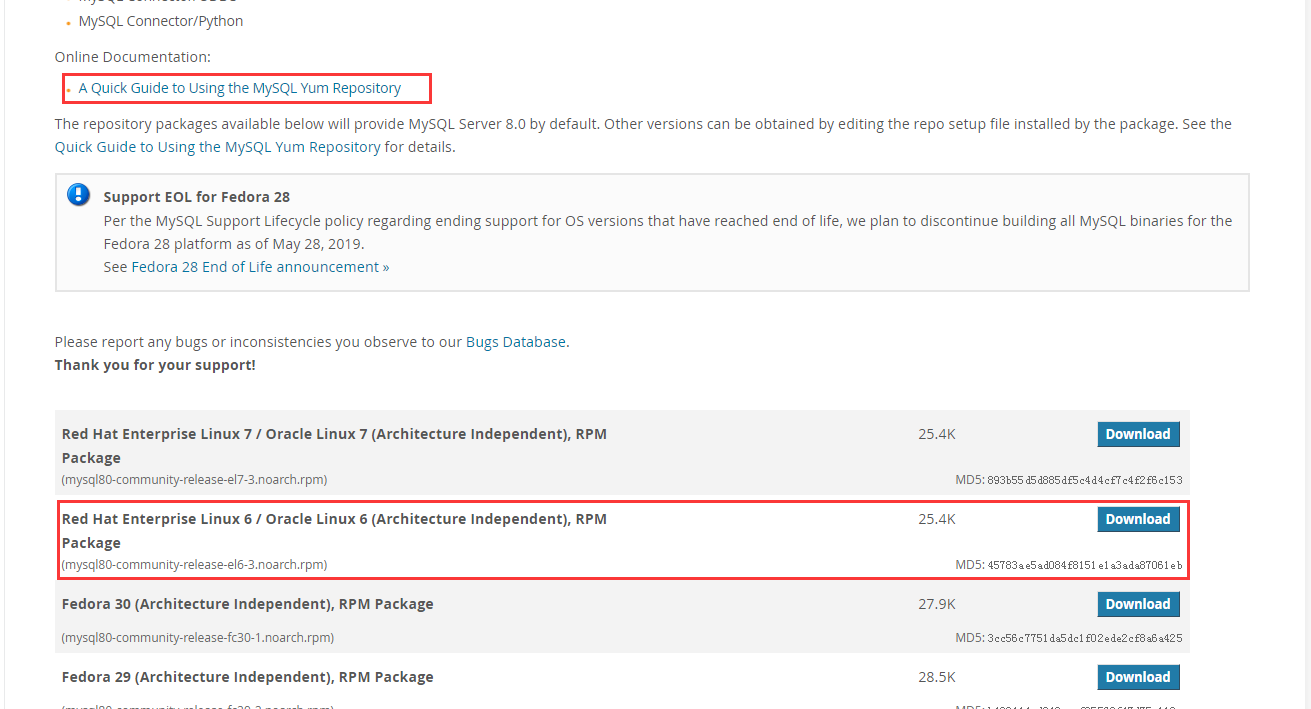 MySQL Connector/Python
Online Documentation:
A Quick Guide to Using the MySQL Yum Repository
The repository packages available below will provide MySQL Server 8.0 by default. Other versions can be obtained by editing the repo setup file installed by the package. See the
Quick Guide to Using the MySQL Yum Repository for details.
Support EOL for Fedora 28
Per the MySQL Support Lifecycle policy regarding ending support for OS versions that have reached end of life, we plan to discontinue building all MySQL binaries for the
Fedora 28 platform as of May 28, 2019.
See Fedora 28 End of Life announcement »
Please report any bugs or inconsistencies you observe to our Bugs Database.
Thank you for your support!
Red Hat Enterprise Linux 7 / Oracle Linux 7 (Architecture Independent), RPM 25.4K Download
Package
(mysql80-community-release-el7-3.noarch.rpm) MD5: 893b55d5d885df5c4d4cf7c4f2f6c153
Red Hat Enterprise Linux 6 / Oracle Linux 6 (Architecture Independent), RPM 25.4K Download
Package
(mysql80-community-release-el6-3.noarch.rpm) MD5: 45783ae5ad084f8151e1a3ada87061eb
Fedora 30 (Architecture Independent), RPM Package 27.9K Download
(mysql80-community-release-fc30-1.noarch.rpm) MD5: 3cc56c7751da5dc1f02ede2cf8a6a425
Fedora 29 (Architecture Independent), RPM Package 28.5K Download